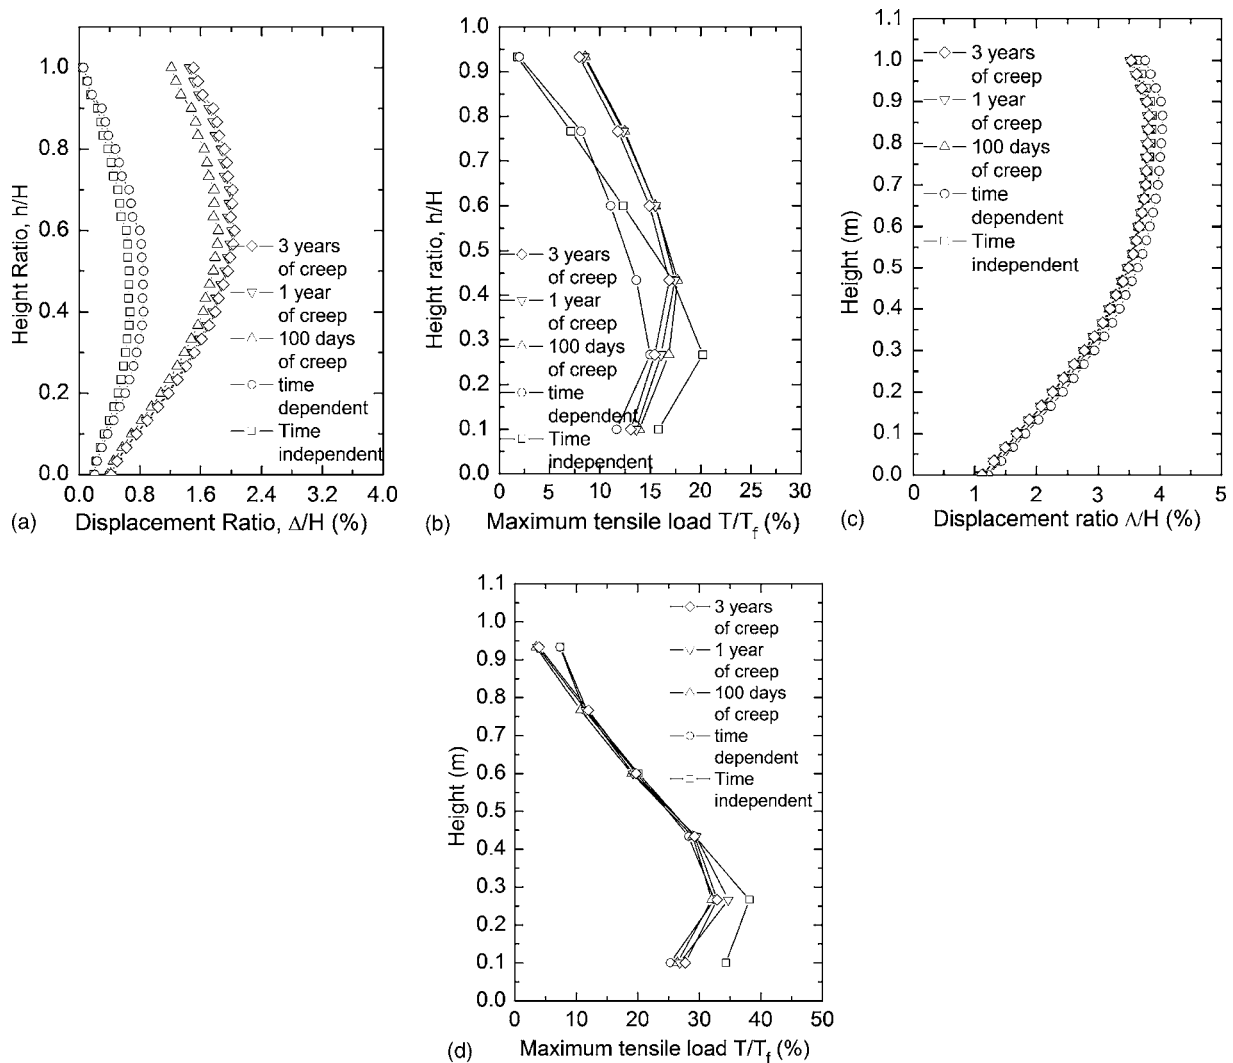 1.0
0.8
0.6
0.4
0.2
0.0
0.0 0.8 1.6 2.4 3.2 4.0
Height Ratio, h/H
Displacement Ratio, Δ/H (%)
3 years
of creep
1 year
of creep
100 days
of creep
time
dependent
Time
independent
(a)
1.0
0.9
0.8
0.7
0.6
0.5
0.4
0.3
0.2
0.1
0.0
0 5 10 15 20 25 30
Height ratio, h/H
Maximum tensile load T/Tf (%)
3 years
of creep
1 year
of creep
100 days
of creep
time
dependent
Time
independent
(b)
1.1
1.0
0.9
0.8
0.7
0.6
0.5
0.4
0.3
0.2
0.1
0.0
0 1 2 3 4 5
Height (m)
Displacement ratio Λ/H (%)
3 years
of creep
1 year
of creep
100 days
of creep
time
dependent
Time
independent
(c)
1.1
1.0
0.9
0.8
0.7
0.6
0.5
0.4
0.3
0.2
0.1
0.0
0 10 20 30 40 50
Height (m)
Maximum tensile load T/Tf (%)
3 years
of creep
1 year
of creep
100 days
of creep
time
dependent
Time
independent
(d)